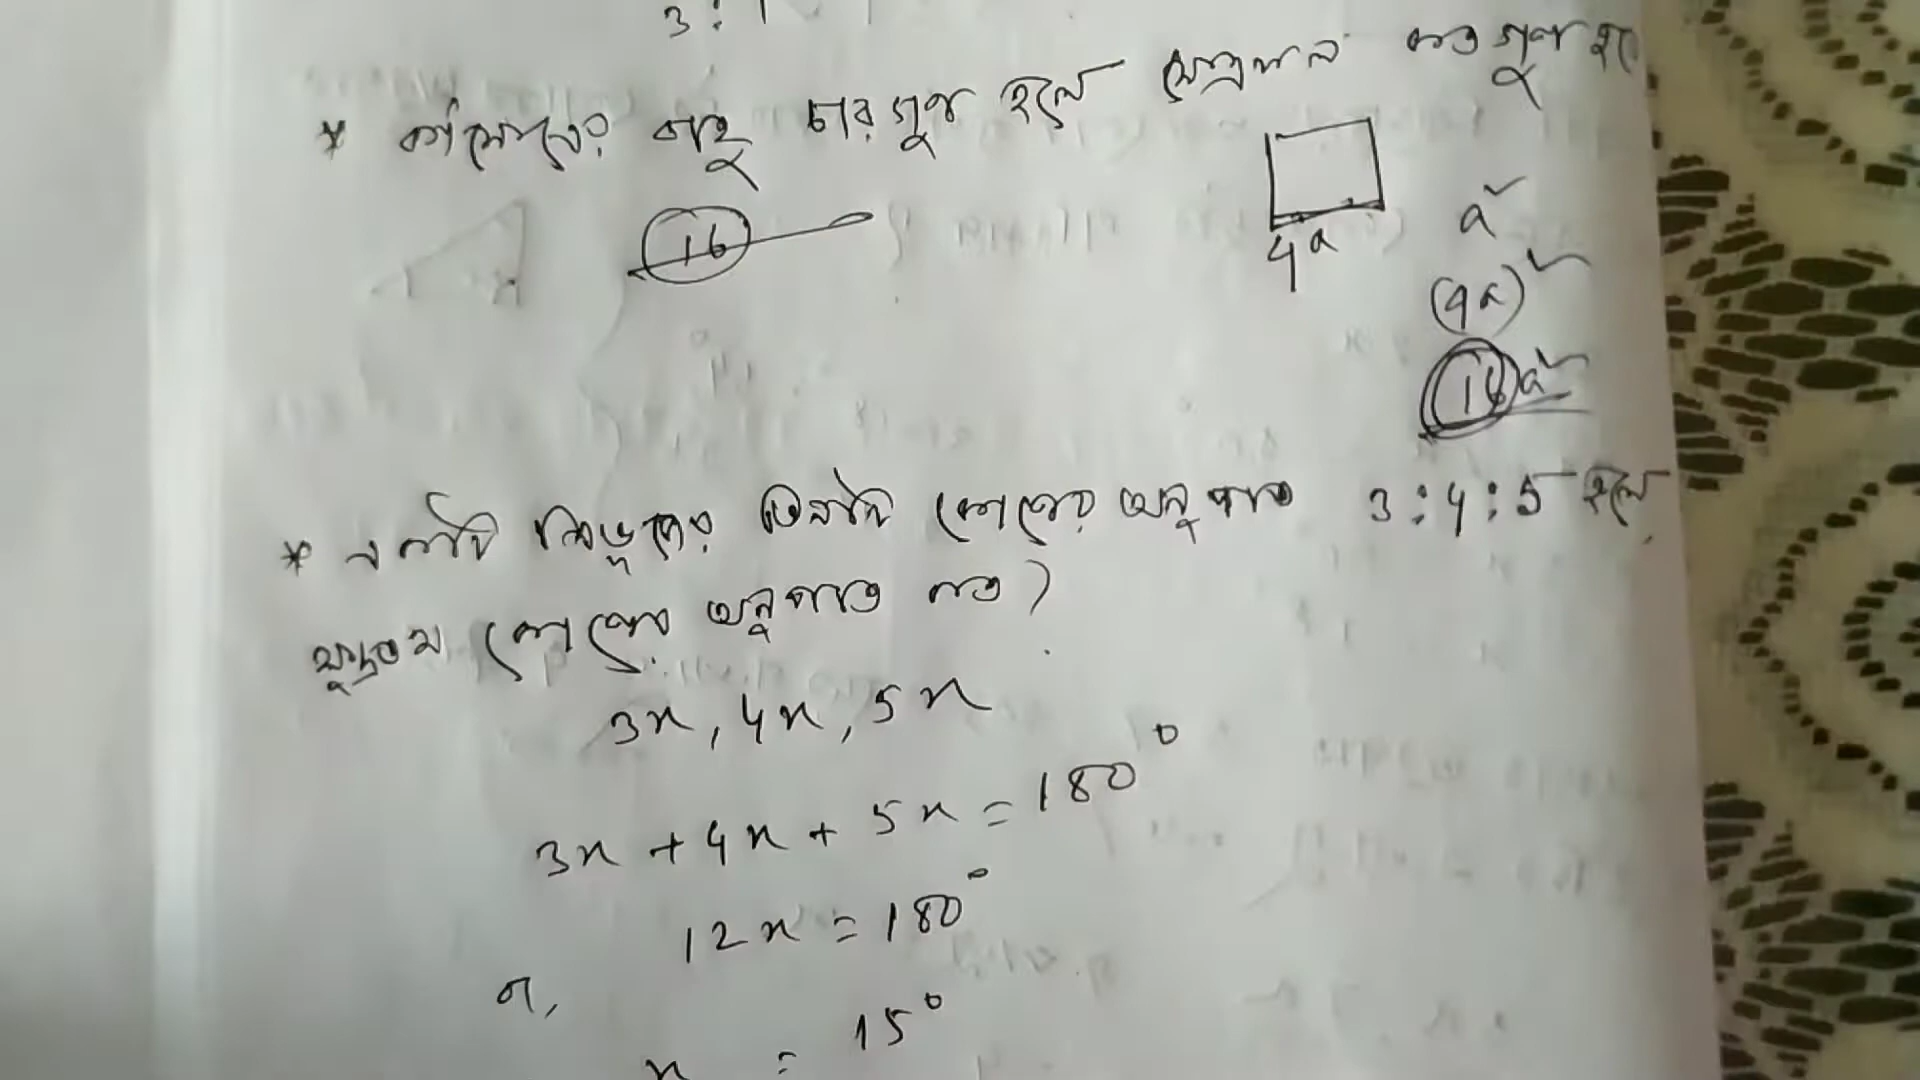 3 : 1
* বর্গক্ষেত্রের বাহু চারগুণ হলে ক্ষেত্রফল কত গুণ হবে
16
4a
a²
(4a)²
16a²
* একটি ত্রিভুজের তিনটি কোণের অনুপাত 3 : 4 : 5 হলে
ক্ষুদ্রতম কোণের অনুপাত কত?
3x, 4x, 5x
3x + 4x + 5x = 180°
12x = 180°
বা,
x = 15°